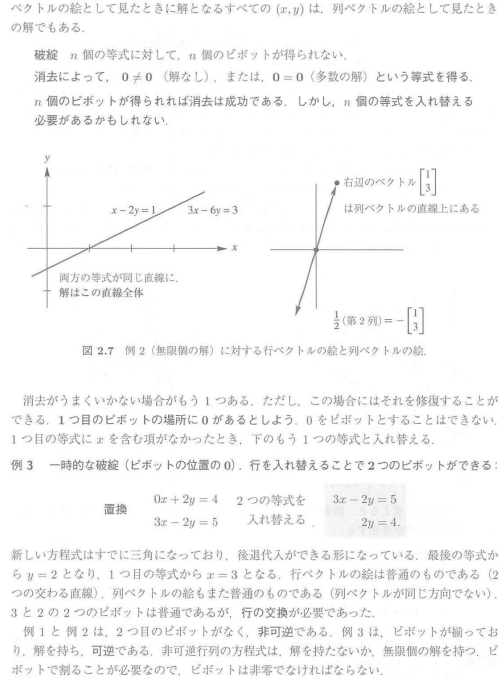 ベクトルの絵として見たときに解となるすべての (x, y) は，列ベクトルの絵として見たとき
の解でもある．
破綻　n 個の等式に対して，n 個のピボットが得られない．
消去によって，0 ≠ 0 （解なし），または，0 = 0（多数の解）という等式を得る．
n 個のピボットが得られれば消去は成功である．しかし，n 個の等式を入れ替える
必要があるかもしれない．
y
x−2y=1
3x−6y=3
x
両方の等式が同じ直線に．
解はこの直線全体
右辺のベクトル [1 3]
は列ベクトルの直線上にある
1/2 (第 2 列) = −[1 3]
図 2.7　例 2（無限個の解）に対する行ベクトルの絵と列ベクトルの絵．
消去がうまくいかない場合がもう 1 つある．ただし，この場合にはそれを修復することが
できる．1 つ目のピボットの場所に 0 があるとしよう．0 をピボットとすることはできない．
1 つ目の等式に x を含む項がなかったとき，下のもう 1 つの等式と入れ替える．
例 3　一時的な破綻（ピボットの位置の 0）．行を入れ替えることで 2 つのピボットができる：
置換　0x + 2y = 4　2 つの等式を　3x − 2y = 5
3x − 2y = 5　入れ替える．　2y = 4.
新しい方程式はすでに三角になっており，後退代入ができる形になっている．最後の等式か
ら y = 2 となり，1 つ目の等式から x = 3 となる．行ベクトルの絵は普通のものである（2
つの交わる直線）．列ベクトルの絵もまた普通のものである（列ベクトルが同じ方向でない）．
3 と 2 の 2 つのピボットは普通であるが，行の交換が必要であった．
例 1 と 例 2 は，2 つ目のピボットがなく，非可逆である．例 3 は，ピボットが揃ってお
り，解を持ち，可逆である．非可逆行列の方程式は，解を持たないか，無限個の解を持つ．ピ
ボットで割ることが必要なので，ピボットは非零でなければならない．